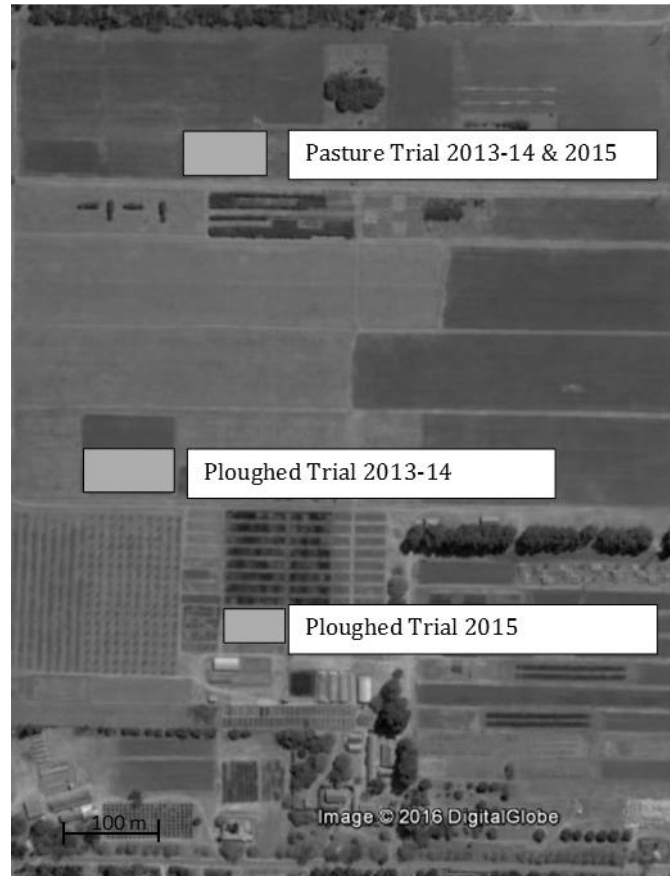 Pasture Trial 2013-14 & 2015
Ploughed Trial 2013-14
Ploughed Trial 2015
Image © 2016 DigitalGlobe
100 m